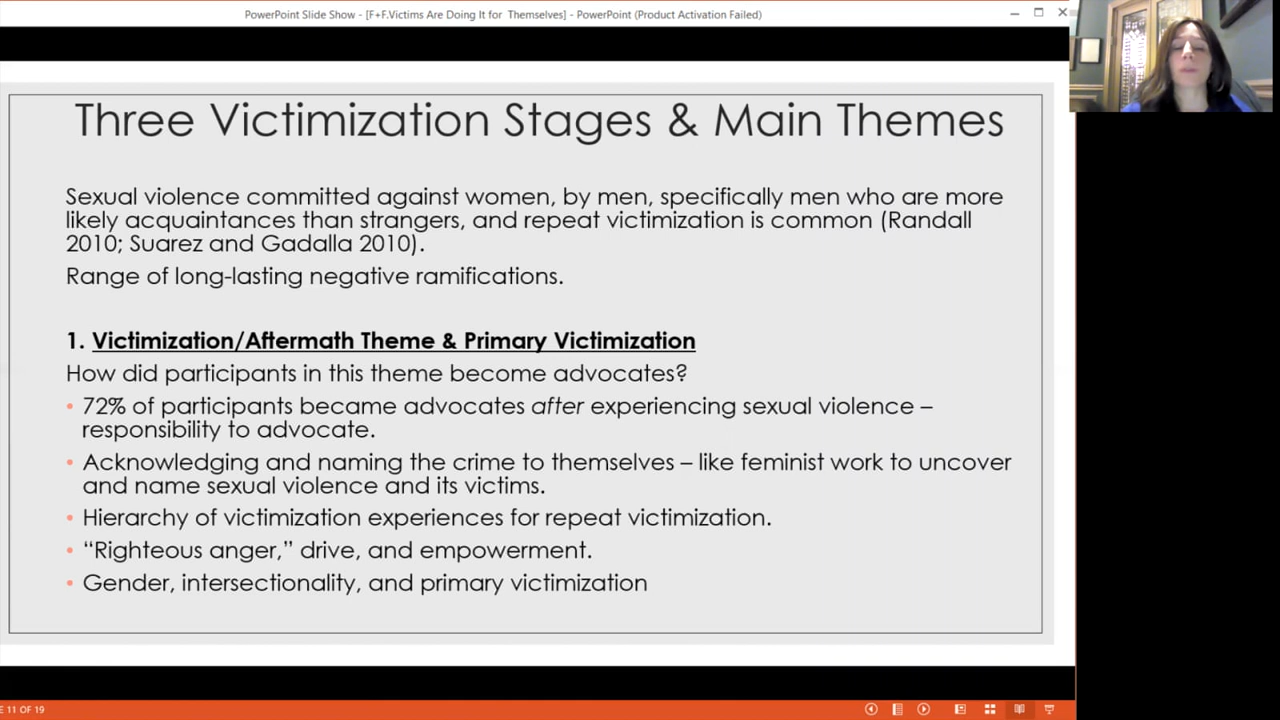 PowerPoint Slide Show - [F+F.Victims Are Doing It for Themselves] - PowerPoint (Product Activation Failed)
Three Victimization Stages & Main Themes
Sexual violence committed against women, by men, specifically men who are more
likely acquaintances than strangers, and repeat victimization is common (Randall
2010; Suarez and Gadalla 2010).
Range of long-lasting negative ramifications.
1. Victimization/Aftermath Theme & Primary Victimization
How did participants in this theme become advocates?
• 72% of participants became advocates after experiencing sexual violence –
responsibility to advocate.
• Acknowledging and naming the crime to themselves – like feminist work to uncover
and name sexual violence and its victims.
• Hierarchy of victimization experiences for repeat victimization.
• “Righteous anger,” drive, and empowerment.
• Gender, intersectionality, and primary victimization
E 11 OF 19